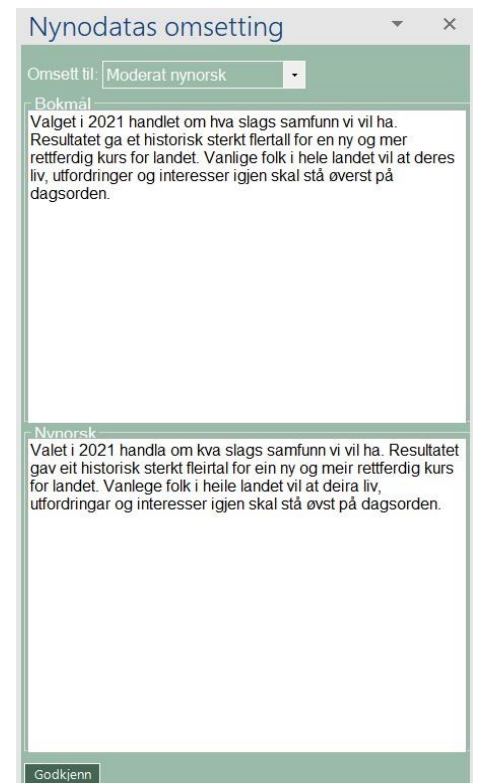 Nynodatas omsetting
Omsett til: Moderat nynorsk
Bokmål
Valget i 2021 handlet om hva slags samfunn vi vil ha.
Resultatet ga et historisk sterkt flertall for en ny og mer
rettferdig kurs for landet. Vanlige folk i hele landet vil at deres
liv, utfordringer og interesser igjen skal stå øverst på
dagsorden.
Nynorsk
Valet i 2021 handla om kva slags samfunn vi vil ha. Resultatet
gav eit historisk sterkt fleirtal for ein ny og meir rettferdig kurs
for landet. Vanlege folk i heile landet vil at deira liv,
utfordringar og interesser igjen skal stå øvst på dagsorden.
Godkjenn